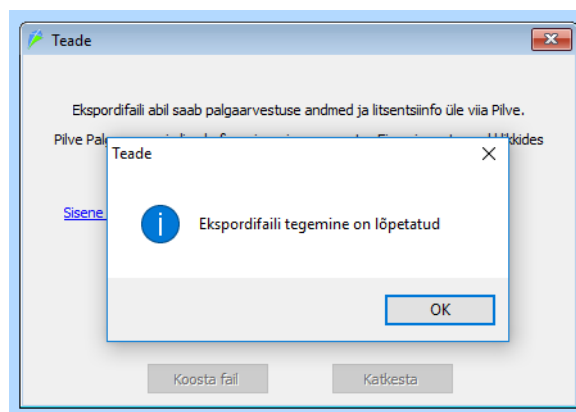 Teade
Ekspordifaili abil saab palgaarvestuse andmed ja litsentsiinfo üle viia Pilve.
Pilve
Teade
Sisene
Ekspordifaili tegemine on lõpetatud
OK
Koosta fail
Katkesta